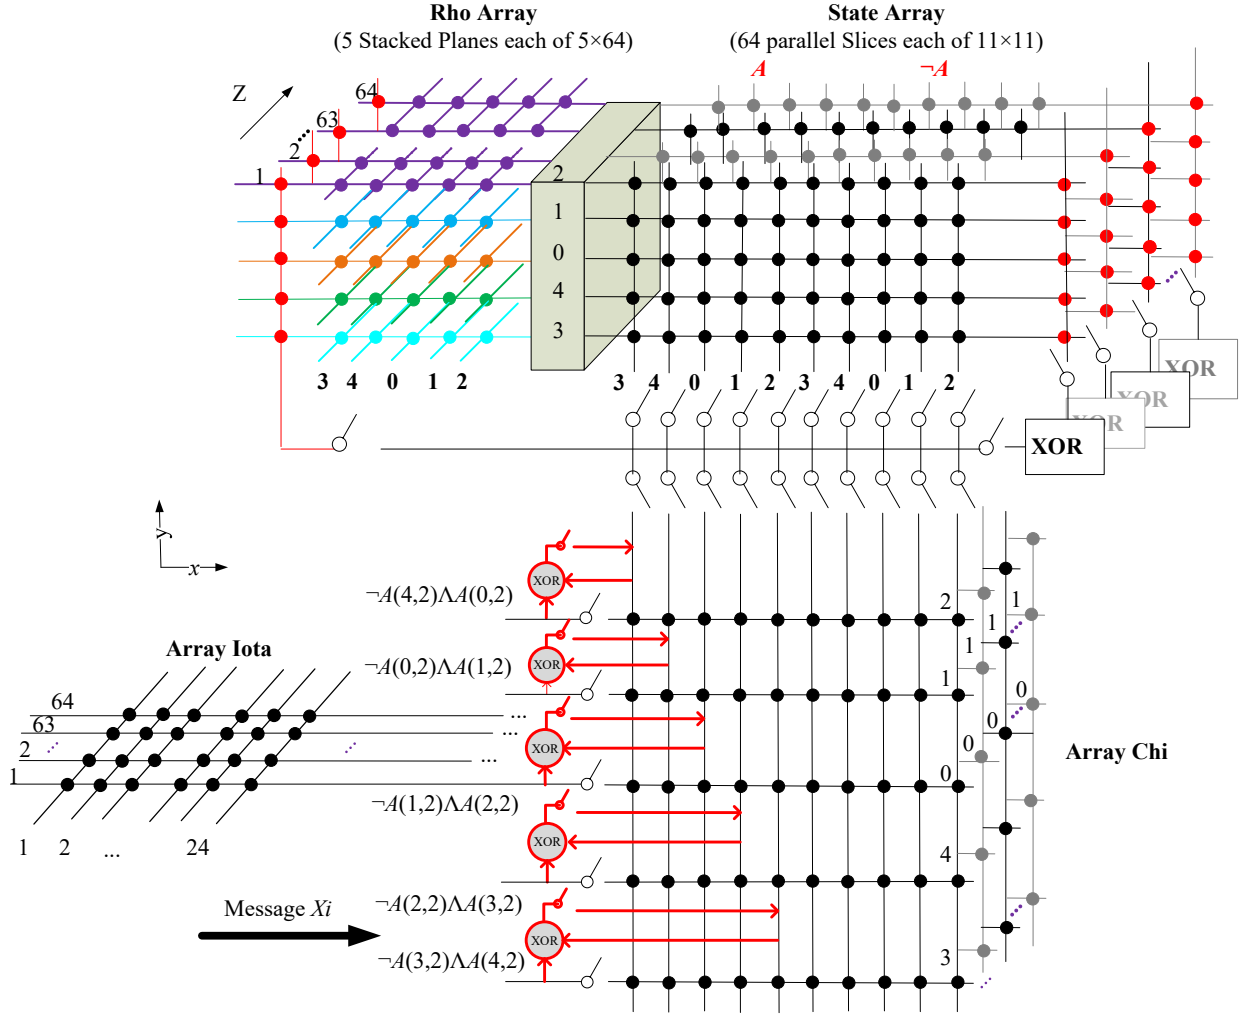 Rho Array
(5 Stacked Planes each of 5×64)
State Array
(64 parallel Slices each of 11×11)
A
¬A
Z
64
63
2
1
2
1
0
4
3
3 4 0 1 2
3 4 0 1 2 3 4 0 1 2
XOR
XOR
XOR
XOR
y
x
XOR
¬A(4,2)ΛA(0,2)
2
1
1
1
XOR
¬A(0,2)ΛA(1,2)
1
0
0
0
Array Iota
64
63
2
1
...
...
...
XOR
0
Array Chi
¬A(1,2)ΛA(2,2)
1 2 ... 24
XOR
4
¬A(2,2)ΛA(3,2)
Message Xi
XOR
¬A(3,2)ΛA(4,2)
3